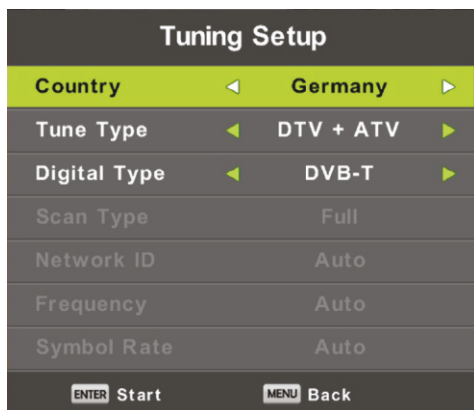 Tuning Setup
Country Germany
Tune Type DTV + ATV
Digital Type DVB-T
Scan Type Full
Network ID Auto
Frequency Auto
Symbol Rate Auto
ENTER Start MENU Back